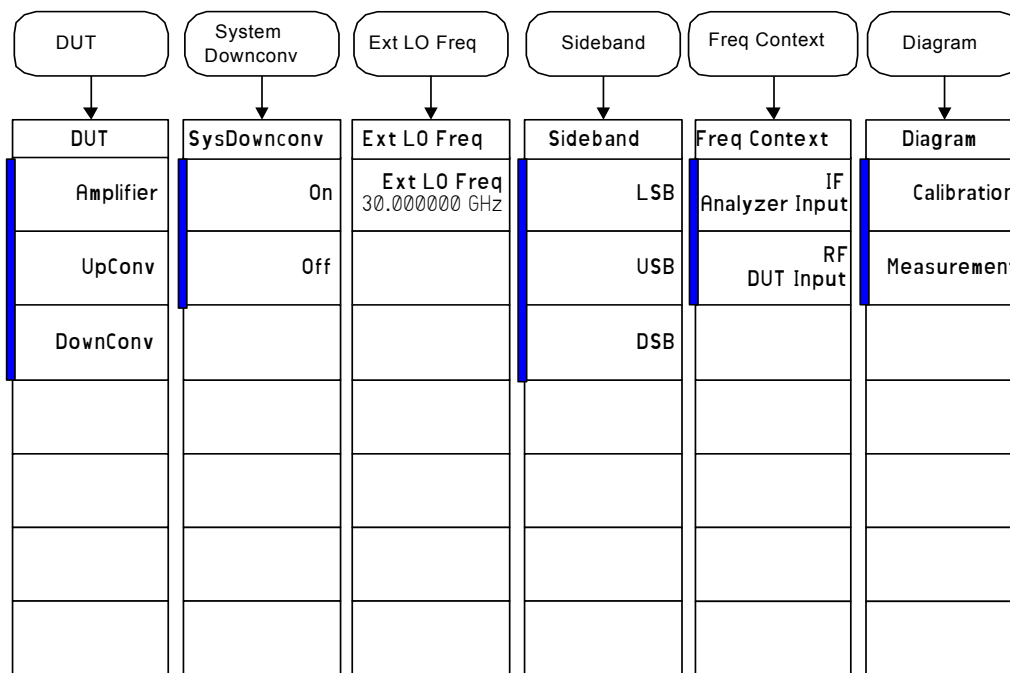 DUT
System
Downconv
Ext LO Freq
Sideband
Freq Context
Diagram
DUT
Amplifier
UpConv
DownConv
SysDownconv
On
Off
Ext LO Freq
Ext LO Freq
30.000000 GHz
Sideband
LSB
USB
DSB
Freq Context
IF
Analyzer Input
RF
DUT Input
Diagram
Calibration
Measurement